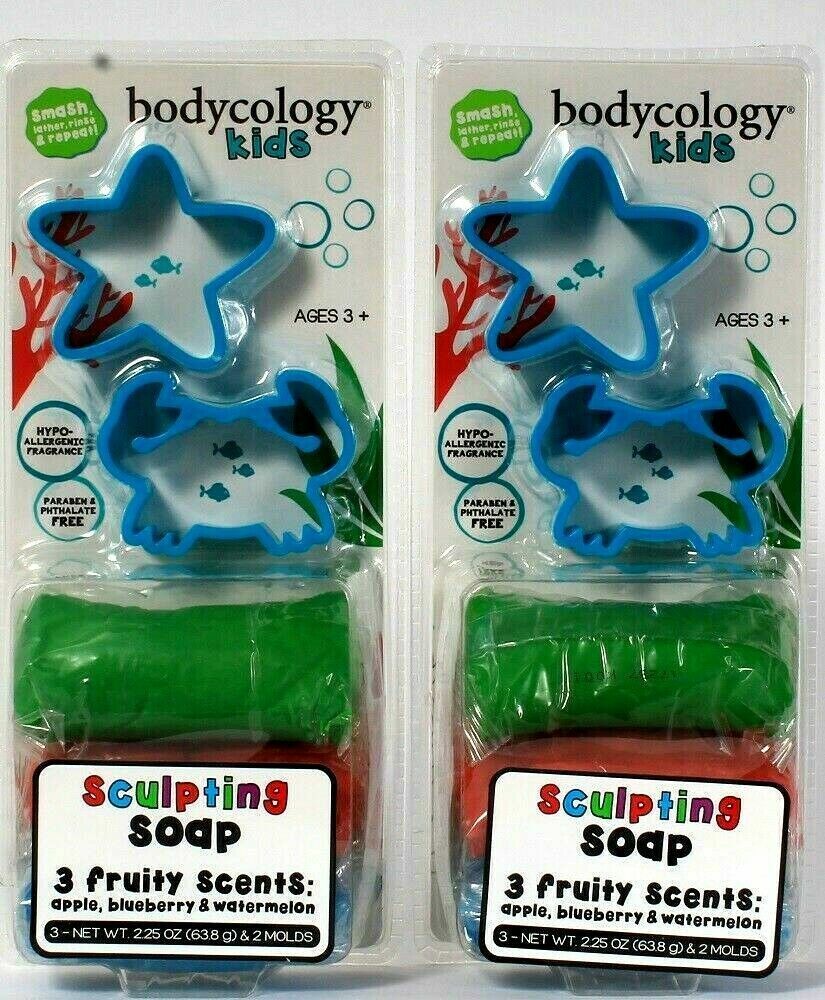 smash,
lather, rinse
& repeat!
bodycology®
kids
AGES 3 +
HYPO-
ALLERGENIC
FRAGRANCE
PARABEN &
PHTHALATE
FREE
sculpting
soap
3 fruity scents:
apple, blueberry & watermelon
3 – NET WT. 2.25 OZ (63.8 g) & 2 MOLDS
smash,
lather, rinse
& repeat!
bodycology®
kids
AGES 3 +
HYPO-
ALLERGENIC
FRAGRANCE
PARABEN &
PHTHALATE
FREE
sculpting
soap
3 fruity scents:
apple, blueberry & watermelon
3 – NET WT. 2.25 OZ (63.8 g) & 2 MOLDS